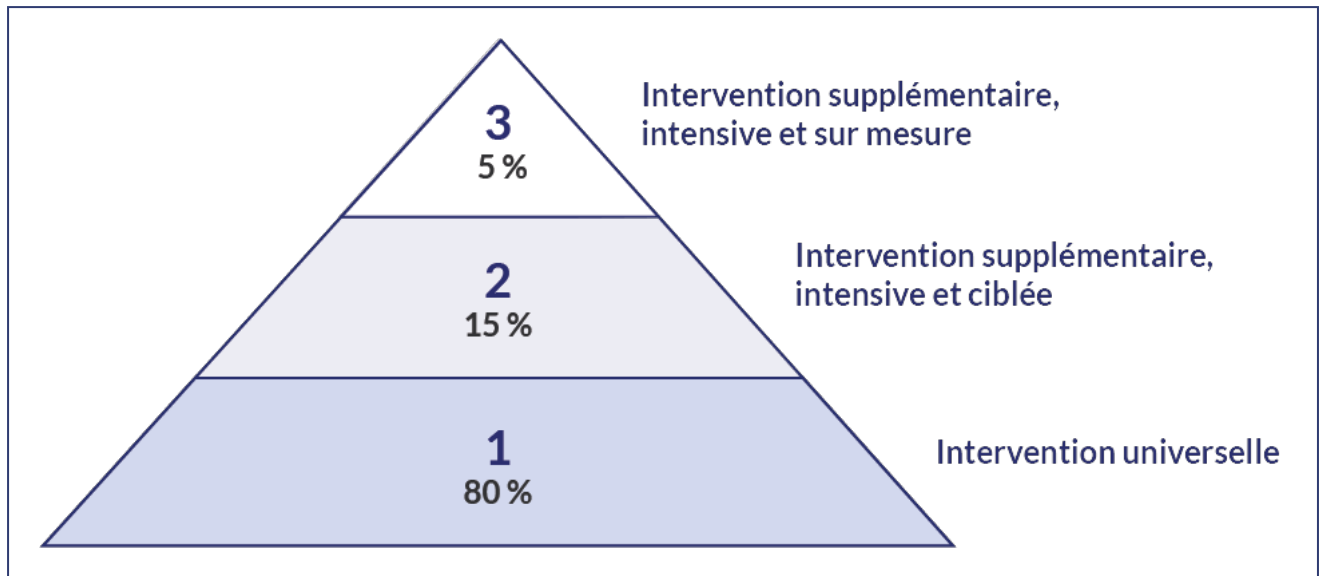 3
5 %
Intervention supplémentaire,
intensive et sur mesure
2
15 %
Intervention supplémentaire,
intensive et ciblée
1
80 %
Intervention universelle